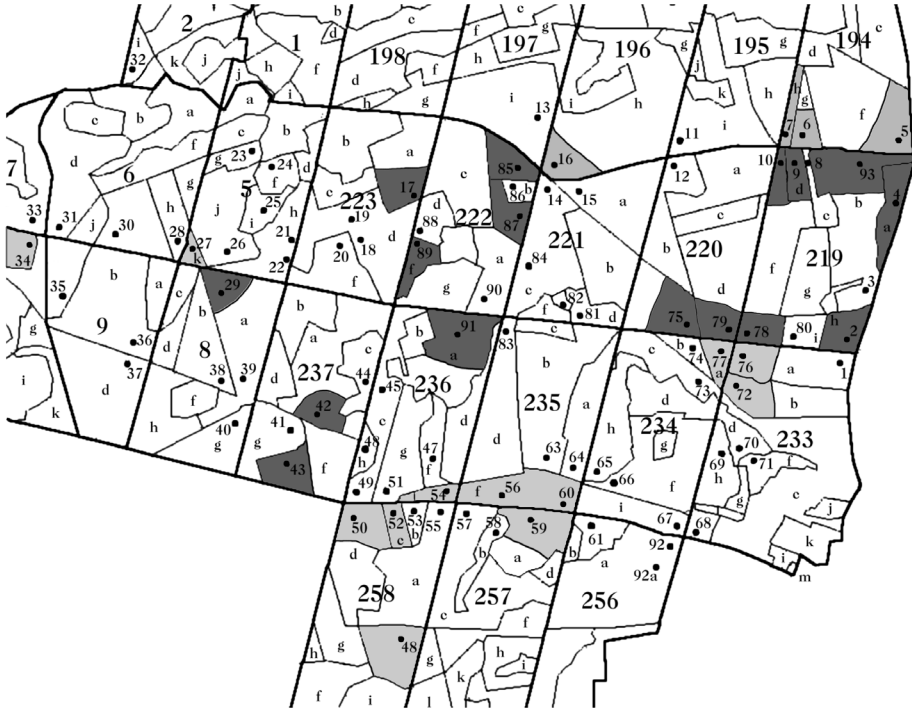 c
2
1
b
c
c
f
e
d
f
g
c
d
i
32
k
j
j
h
f
198
197
196
195
194
d
h
g
i
g
j
i
h
h
g
7
6
5
a
b
i
13
11
c
b
a
c
b
d
e
f
23
24
f
d
a
c
85
16
12
10
9
8
93
7
6
g
g
5
j
25
h
223
19
17
88
222
86
b
87
14
15
a
a
c
e
b
4
a
33
31
30
h
28
27
k
26
i
21
22
20
18
d
f
89
g
90
221
84
b
220
b
f
219
g
3
34
35
b
a
c
29
a
b
91
a
c
f
82
81
d
83
c
75
79
78
80
i
h
2
g
9
36
37
d
d
8
38
39
237
c
44
45
236
b
235
c
b
74
77
76
a
1
73
72
b
a
i
k
f
h
40
g
g
41
42
43
f
48
h
49
g
51
47
f
d
d
63
64
65
66
h
234
d
g
f
69
h
70
71
d
233
i
c
g
j
50
52
c
53
b
54
55
57
f
56
60
58
59
i
67
68
k
i
m
d
a
b
a
d
b
61
92
92a
a
258
257
256
c
f
h
g
48
g
h
i
e
k
f
i
l